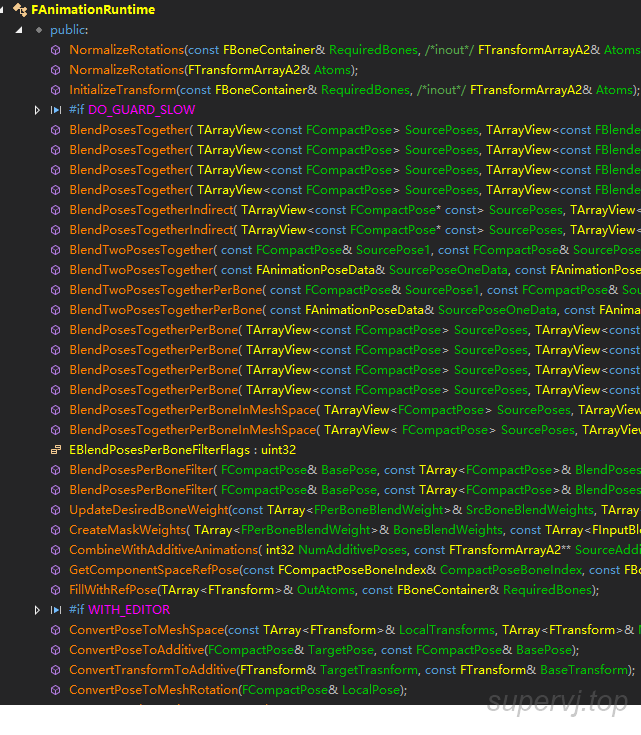 FAnimationRuntime
public:
NormalizeRotations(const FBoneContainer& RequiredBones, /*inout*/ FTransformArrayA2& Atoms
NormalizeRotations(FTransformArrayA2& Atoms);
InitializeTransform(const FBoneContainer& RequiredBones, /*inout*/ FTransformArrayA2& Atoms);
#if DO_GUARD_SLOW
BlendPosesTogether( TArrayView<const FCompactPose> SourcePoses, TArrayView<const FBlende
BlendPosesTogether( TArrayView<const FCompactPose> SourcePoses, TArrayView<const FBlende
BlendPosesTogether( TArrayView<const FCompactPose> SourcePoses, TArrayView<const FBlende
BlendPosesTogether( TArrayView<const FCompactPose> SourcePoses, TArrayView<const FBlende
BlendPosesTogetherIndirect( TArrayView<const FCompactPose* const> SourcePoses, TArrayView<
BlendPosesTogetherIndirect( TArrayView<const FCompactPose* const> SourcePoses, TArrayView<
BlendTwoPosesTogether( const FCompactPose& SourcePose1, const FCompactPose& SourcePose
BlendTwoPosesTogether( const FAnimationPoseData& SourcePoseOneData, const FAnimationPose
BlendTwoPosesTogetherPerBone( const FCompactPose& SourcePose1, const FCompactPose& Sou
BlendTwoPosesTogetherPerBone( const FAnimationPoseData& SourcePoseOneData, const FAnima
BlendPosesTogetherPerBone( TArrayView<const FCompactPose> SourcePoses, TArrayView<const
BlendPosesTogetherPerBone( TArrayView<const FCompactPose> SourcePoses, TArrayView<const
BlendPosesTogetherPerBone( TArrayView<const FCompactPose> SourcePoses, TArrayView<const
BlendPosesTogetherPerBone( TArrayView<const FCompactPose> SourcePoses, TArrayView<const
BlendPosesTogetherPerBoneInMeshSpace( TArrayView<FCompactPose> SourcePoses, TArrayView
BlendPosesTogetherPerBoneInMeshSpace( TArrayView< FCompactPose> SourcePoses, TArrayView
EBlendPosesPerBoneFilterFlags : uint32
BlendPosesPerBoneFilter( FCompactPose& BasePose, const TArray<FCompactPose>& BlendPoses
BlendPosesPerBoneFilter( FCompactPose& BasePose, const TArray<FCompactPose>& BlendPoses
UpdateDesiredBoneWeight(const TArray<FPerBoneBlendWeight>& SrcBoneBlendWeights, TArray
CreateMaskWeights( TArray<FPerBoneBlendWeight>& BoneBlendWeights, const TArray<FInputBl
CombineWithAdditiveAnimations( int32 NumAdditivePoses, const FTransformArrayA2** SourceAddi
GetComponentSpaceRefPose(const FCompactPoseBoneIndex& CompactPoseBoneIndex, const FBo
FillWithRefPose(TArray<FTransform>& OutAtoms, const FBoneContainer& RequiredBones);
#if WITH_EDITOR
ConvertPoseToMeshSpace(const TArray<FTransform>& LocalTransforms, TArray<FTransform>&
ConvertPoseToAdditive(FCompactPose& TargetPose, const FCompactPose& BasePose);
ConvertTransformToAdditive(FTransform& TargetTrasnform, const FTransform& BaseTransform);
ConvertPoseToMeshRotation(FCompactPose& LocalPose);
supervj.top